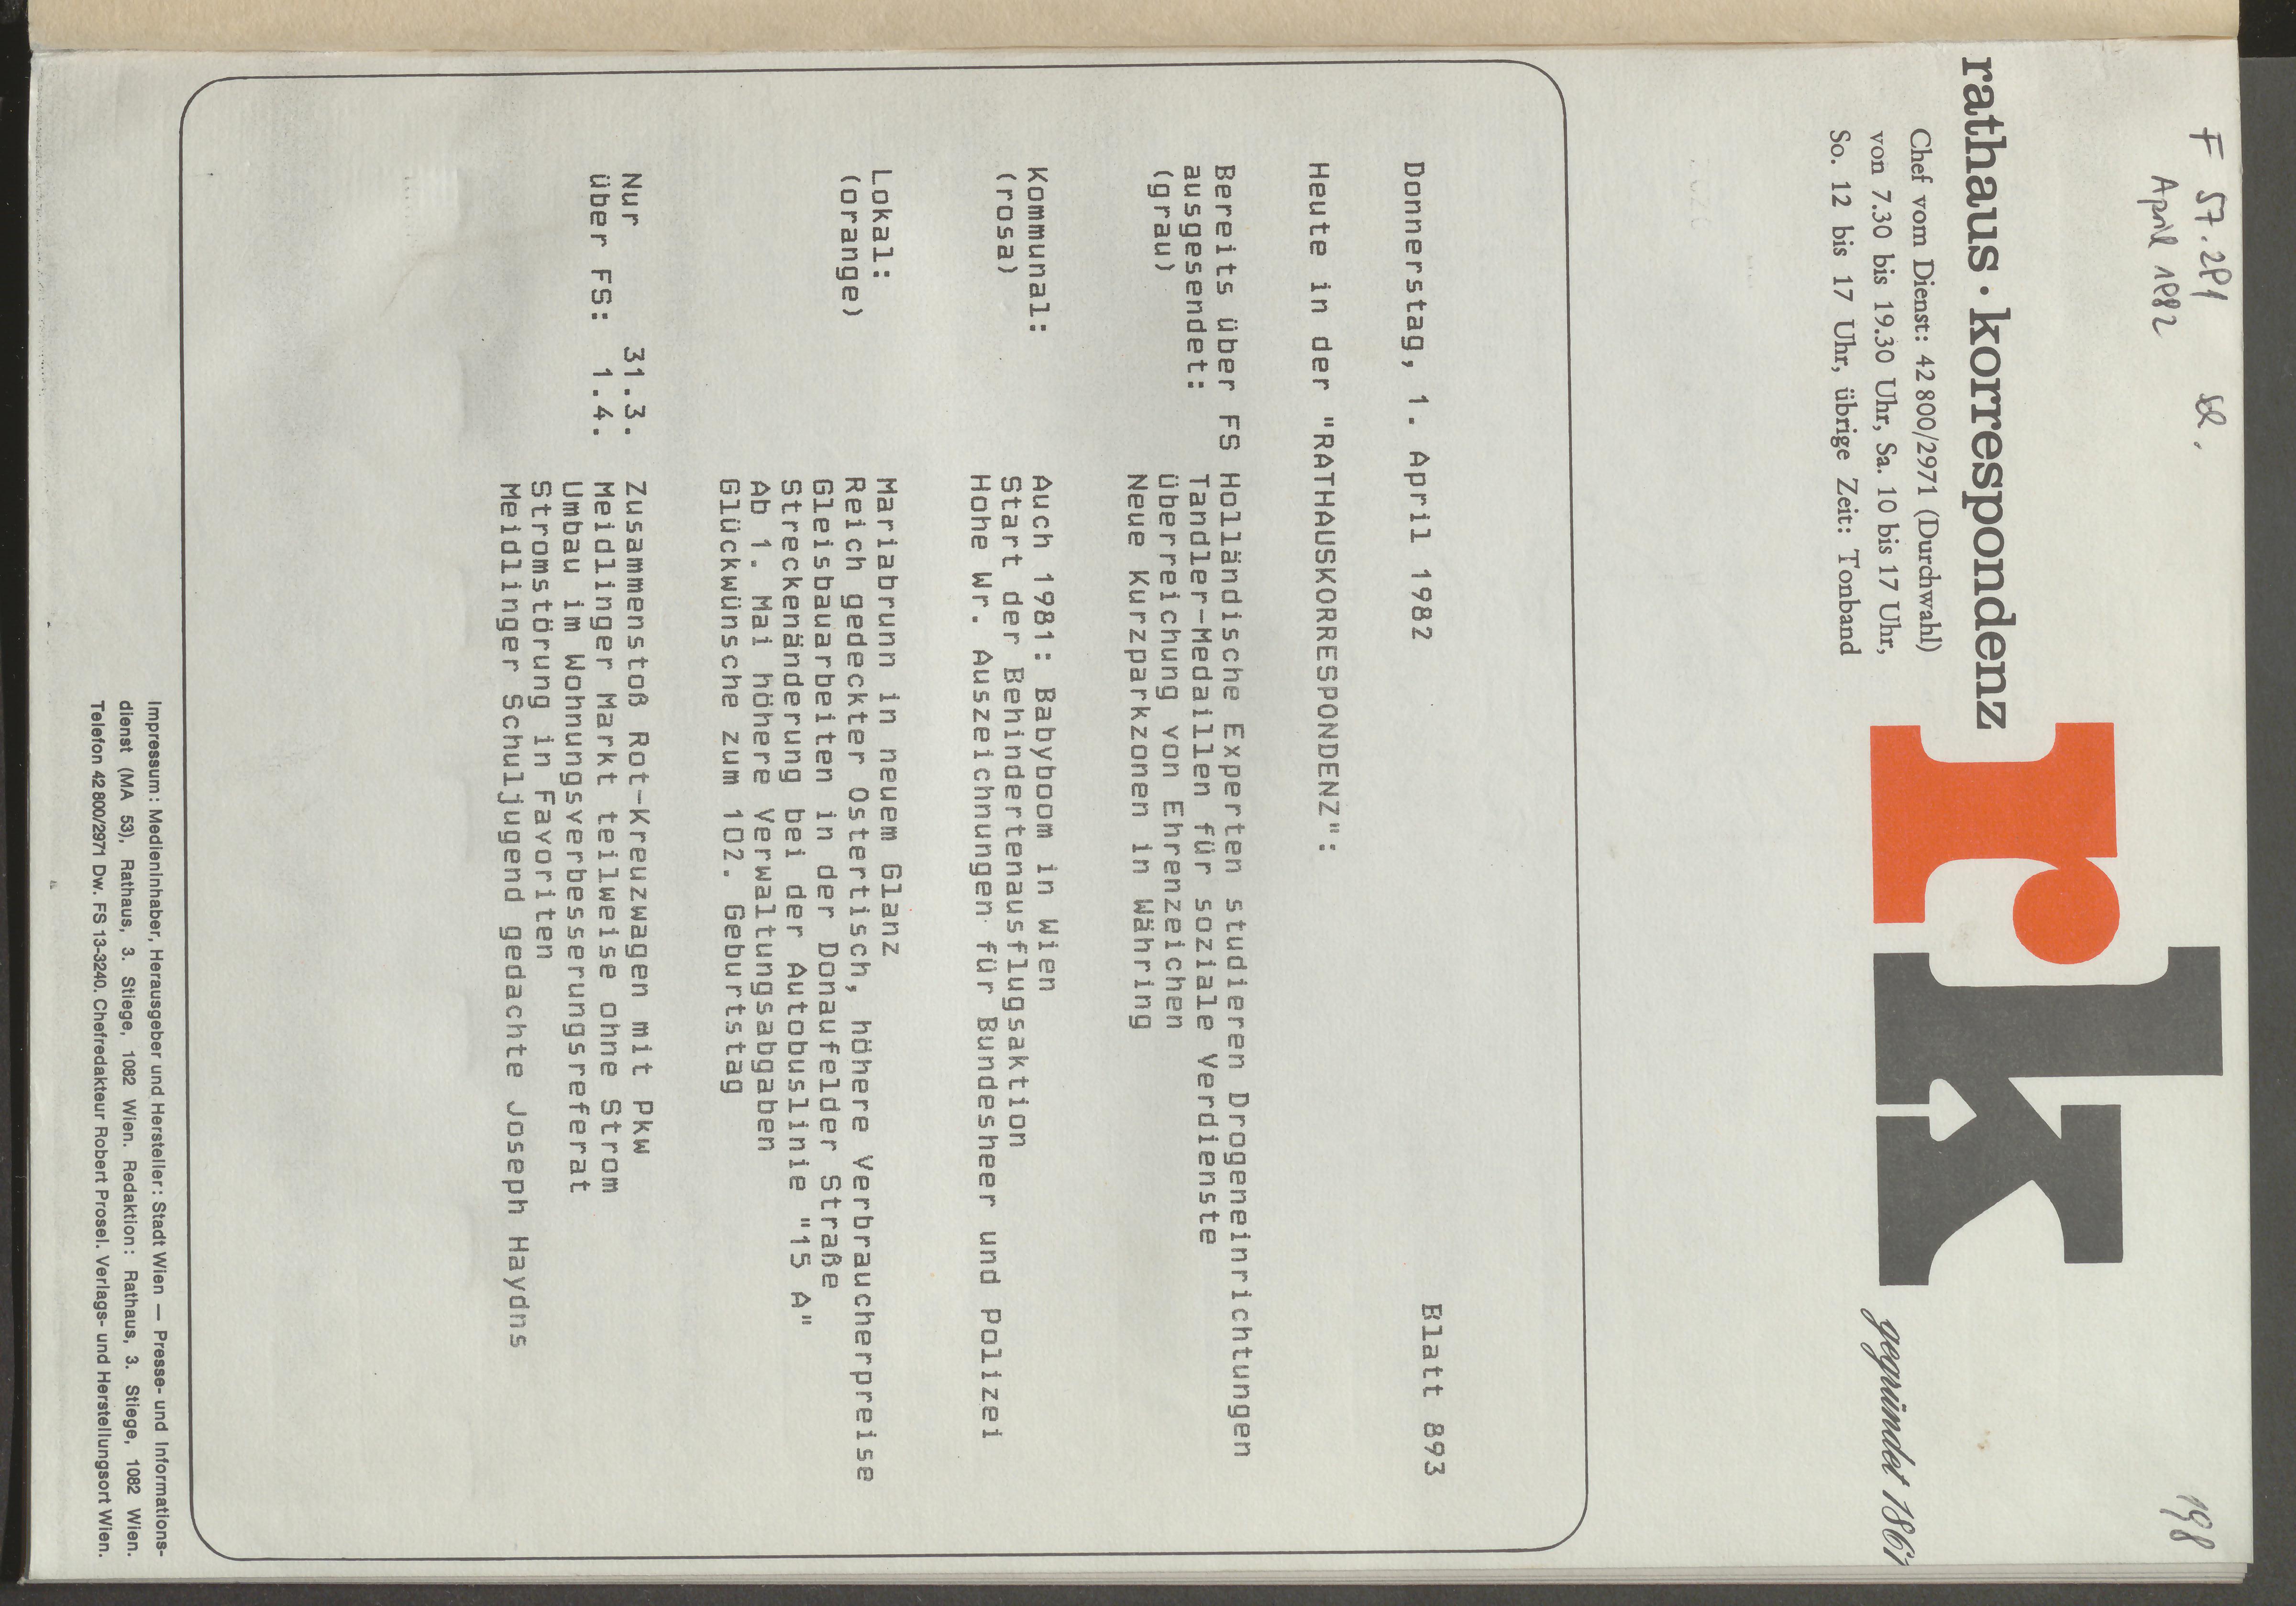 F 57.291
April 1982
198
rathaus · korrespondenz
rk
gegründet 1861
Chef vom Dienst: 42 800/2971 (Durchwahl)
von 7.30 bis 19.30 Uhr, Sa. 10 bis 17 Uhr,
So. 12 bis 17 Uhr, übrige Zeit: Tonband
Donnerstag, 1. April 1982 Blatt 893
Heute in der "RATHAUSKORRESPONDENZ":
Bereits über FS Holländische Experten studieren Drogeneinrichtungen
ausgesendet: Tandler-Medaillen für soziale Verdienste
(grau) Überreichung von Ehrenzeichen
Neue Kurzparkzonen in Währing
Kommunal: Auch 1981: Babyboom in Wien
(rosa) Start der Behindertenausflugsaktion
Hohe Wr. Auszeichnungen für Bundesheer und Polizei
Lokal: Mariabrunn in neuem Glanz
(orange) Reich gedeckter Ostertisch, höhere Verbraucherpreise
Gleisbauarbeiten in der Donaufelder Straße
Streckenänderung bei der Autobuslinie "15 A"
Ab 1. Mai höhere Verwaltungsabgaben
Glückwünsche zum 102. Geburtstag
Nur 31.3. Zusammenstoß Rot-Kreuzwagen mit Pkw
über FS: 1.4. Meidlinger Markt teilweise ohne Strom
Umbau im Wohnungsverbesserungsreferat
Stromstörung in Favoriten
Meidlinger Schuljugend gedachte Joseph Haydns
Impressum: Medieninhaber, Herausgeber und Hersteller: Stadt Wien — Presse- und Informations-
dienst (MA 53), Rathaus, 3. Stiege, 1082 Wien. Redaktion: Rathaus, 3. Stiege, 1082 Wien.
Telefon 42 800/2971 Dw. FS 13-3240. Chefredakteur Robert Prosel. Verlags- und Herstellungsort Wien.